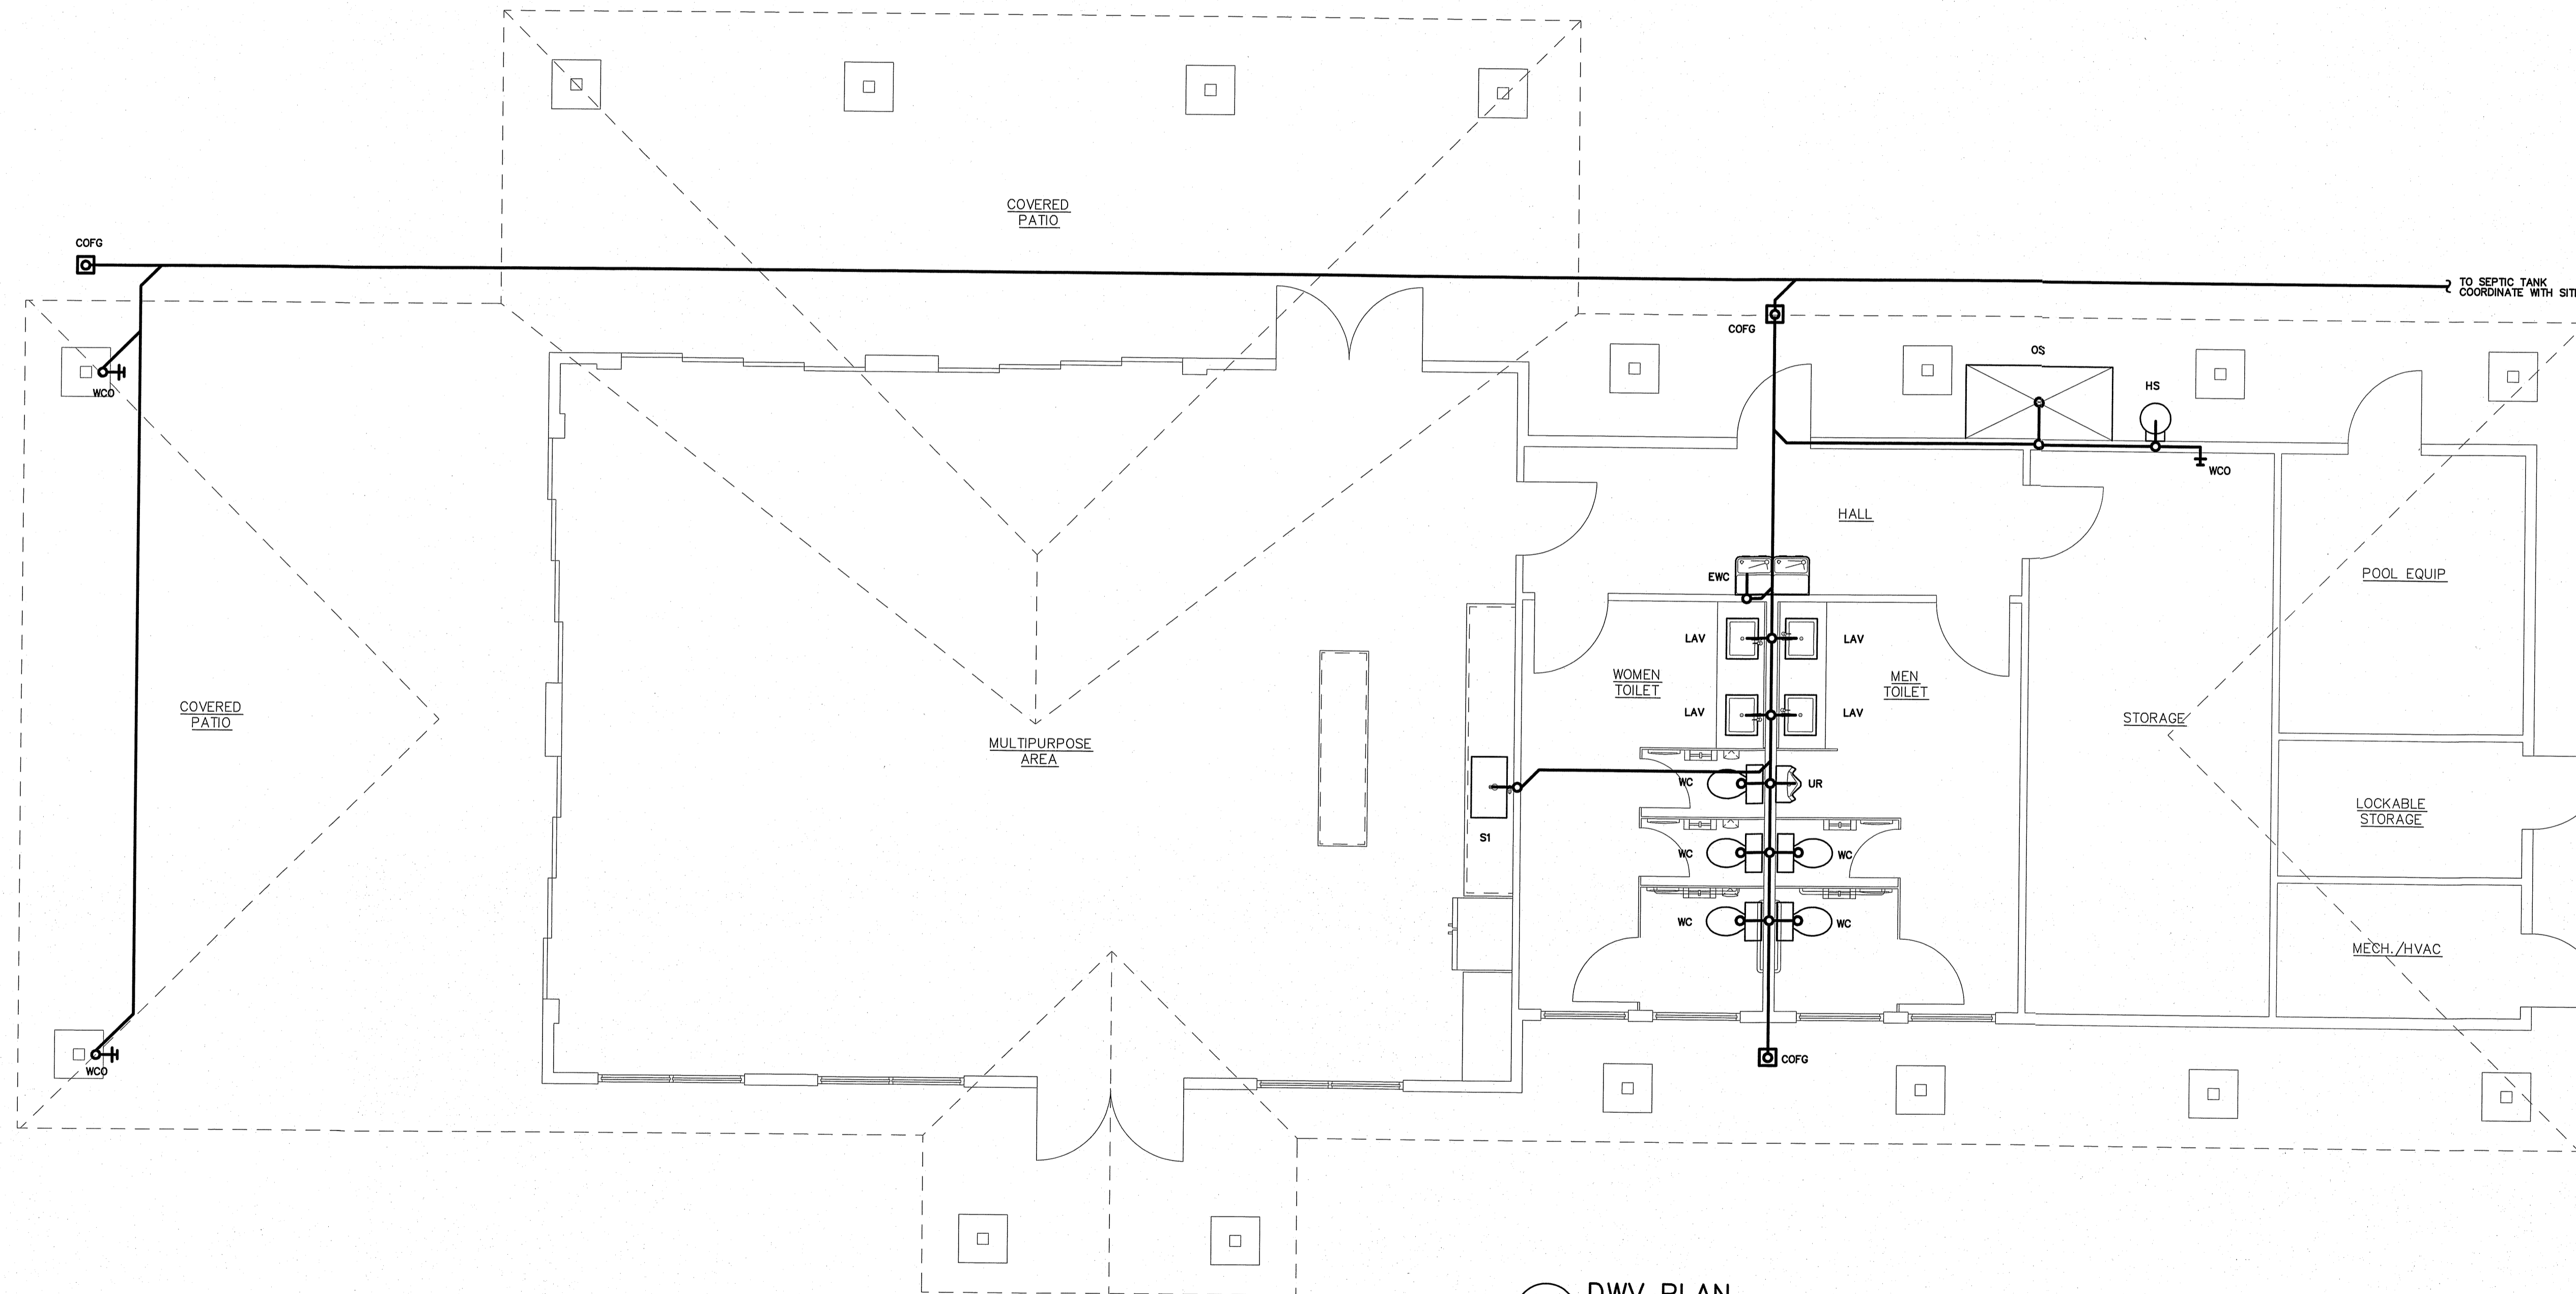 COVERED
PATIO
COFG
TO SEPTIC TANK
COORDINATE WITH
COFG
OS
HS
WCO
WCO
HALL
EWC
POOL EQUIP
LAV
LAV
WOMEN
TOILET
MEN
TOILET
LAV
LAV
COVERED
PATIO
STORAGE
MULTIPURPOSE
AREA
WC
UR
LOCKABLE
STORAGE
S1
WC
WC
WC
WC
MECH./HVAC
WCO
COFG
DWV PLAN